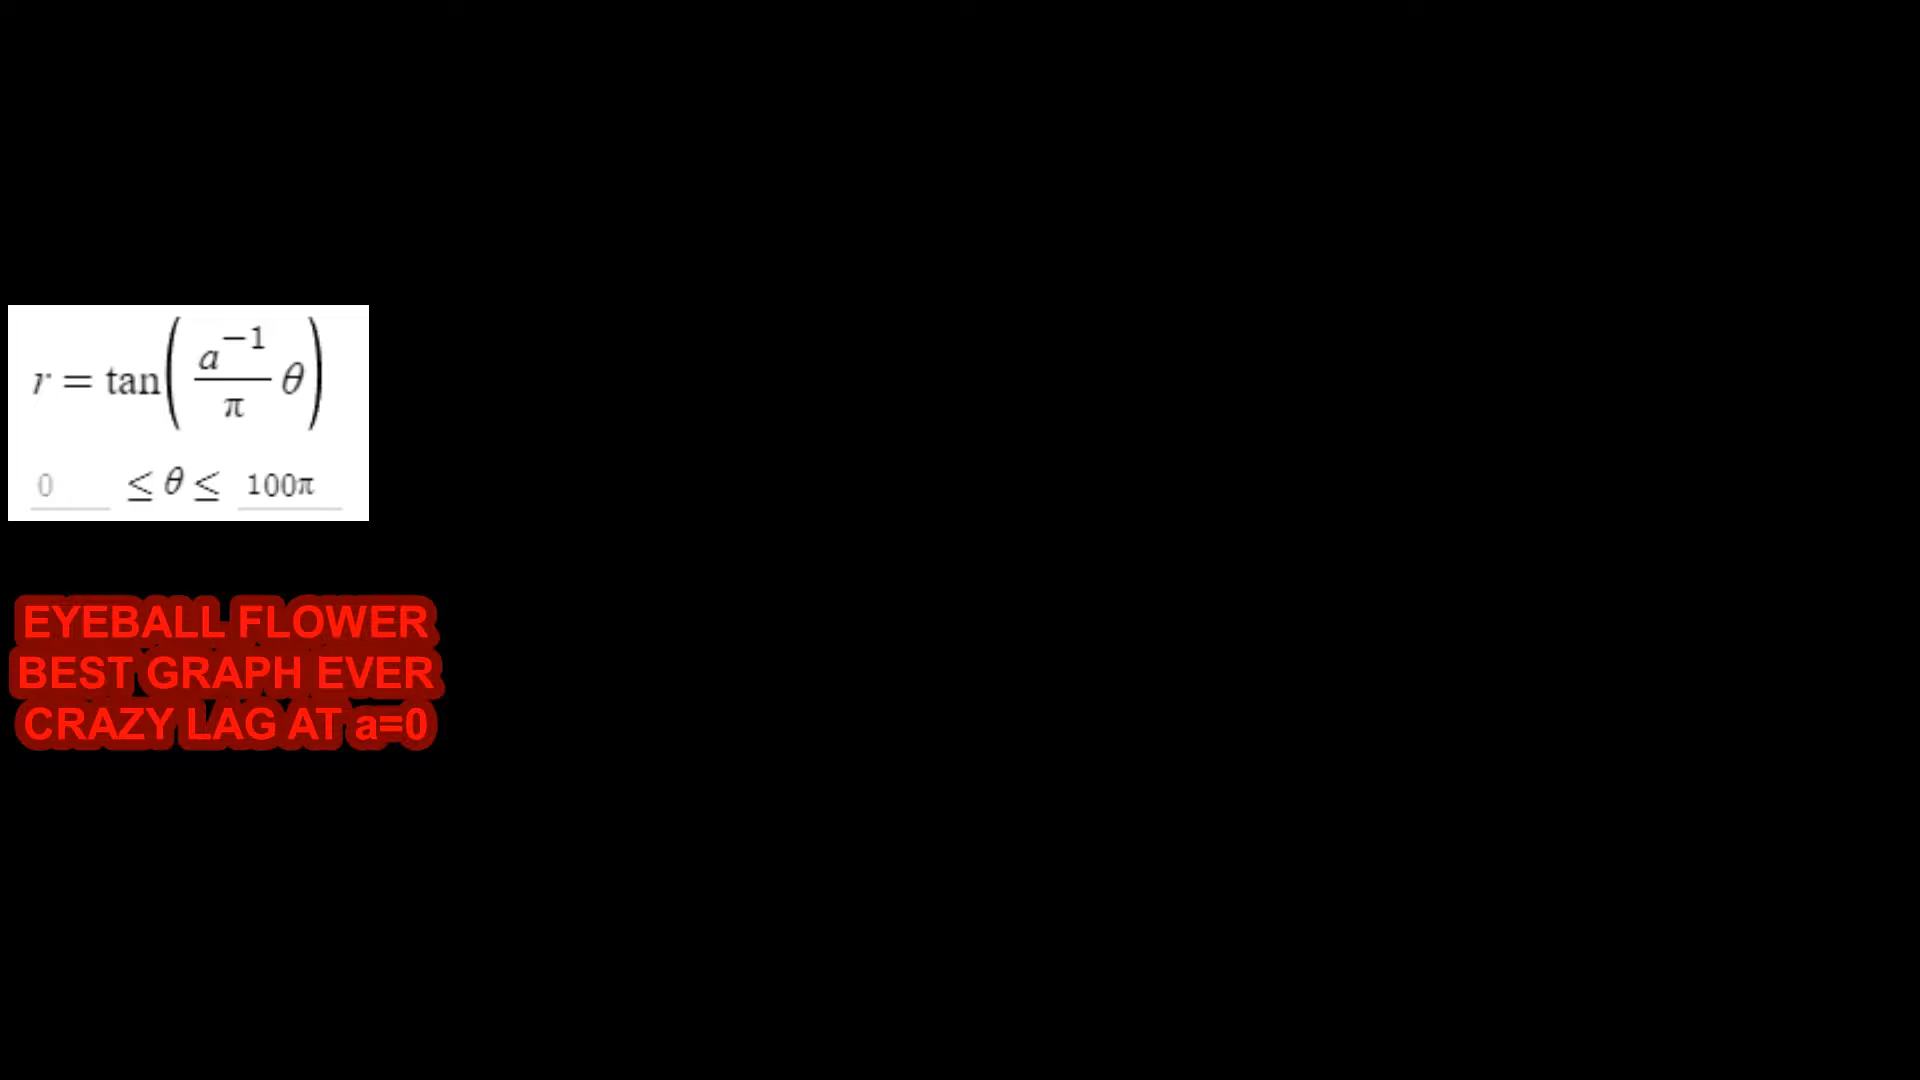 r = tan(a⁻¹/π θ)
0 ≤ θ ≤ 100π
EYEBALL FLOWER
BEST GRAPH EVER
CRAZY LAG AT a=0